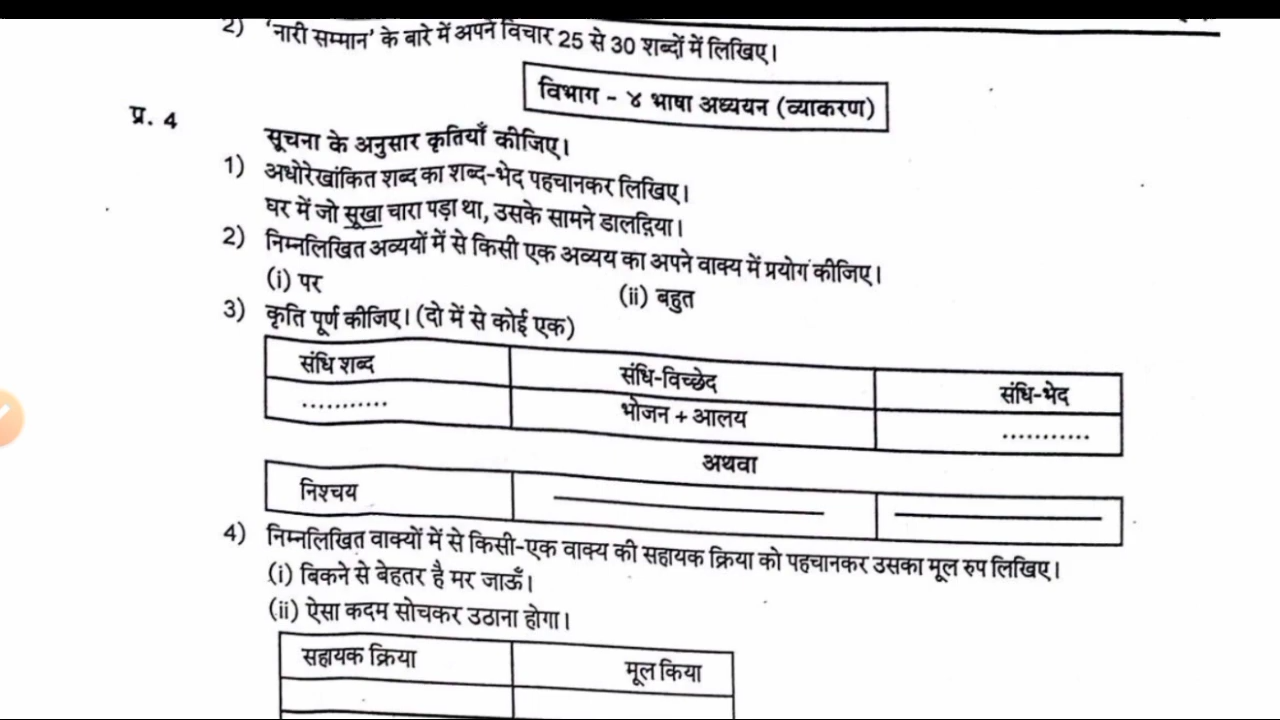 2) 'नारी सम्मान' के बारे में अपने विचार 25 से 30 शब्दों में लिखिए।
विभाग - ४ भाषा अध्ययन (व्याकरण)
प्र. 4
सूचना के अनुसार कृतियाँ कीजिए।
1) अधोरेखांकित शब्द का शब्द-भेद पहचानकर लिखिए।
घर में जो सूखा चारा पड़ा था, उसके सामने डालदिया।
2) निम्नलिखित अव्ययों में से किसी एक अव्यय का अपने वाक्य में प्रयोग कीजिए।
(i) पर (ii) बहुत
3) कृति पूर्ण कीजिए। (दो में से कोई एक)
संधि शब्द संधि-विच्छेद संधि-भेद
........... भोजन + आलय ...........
अथवा
निश्चय
4) निम्नलिखित वाक्यों में से किसी-एक वाक्य की सहायक क्रिया को पहचानकर उसका मूल रुप लिखिए।
(i) बिकने से बेहतर है मर जाऊँ।
(ii) ऐसा कदम सोचकर उठाना होगा।
सहायक क्रिया मूल किया